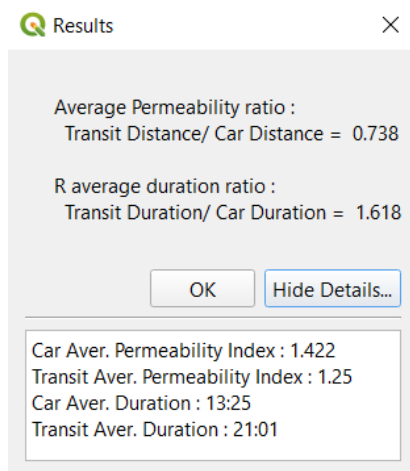 Results
Average Permeability ratio :
Transit Distance/ Car Distance = 0.738
R average duration ratio :
Transit Duration/ Car Duration = 1.618
OK
Hide Details...
Car Aver. Permeability Index : 1.422
Transit Aver. Permeability Index : 1.25
Car Aver. Duration : 13:25
Transit Aver. Duration : 21:01